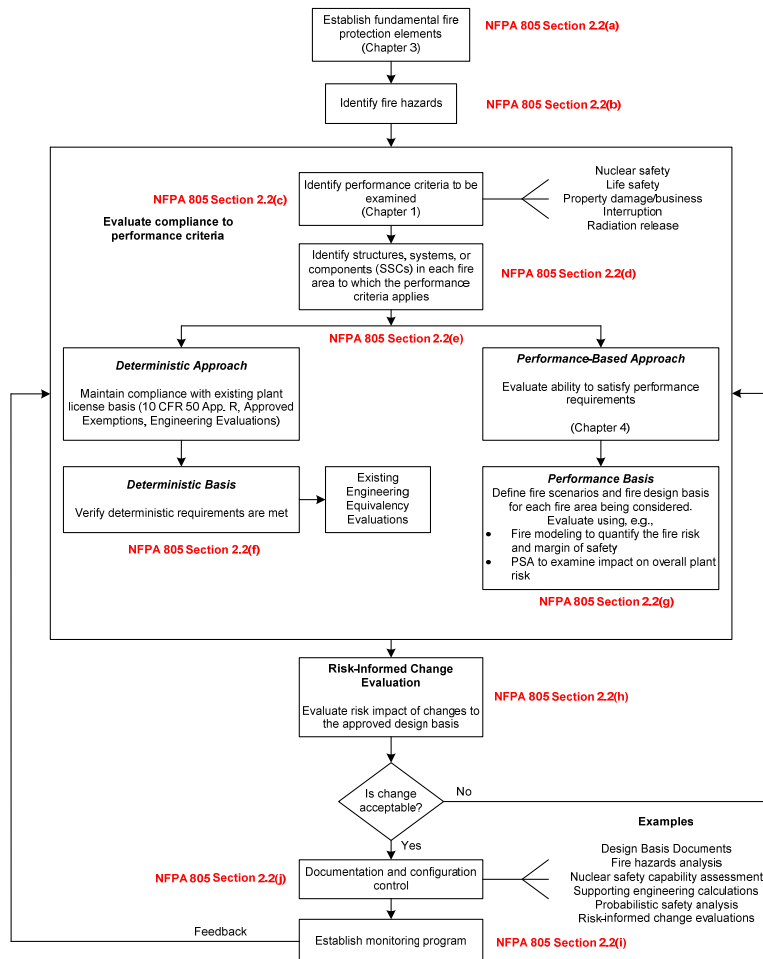 Establish fundamental fire
protection elements
(Chapter 3)
NFPA 805 Section 2.2(a)
Identify fire hazards
NFPA 805 Section 2.2(b)
NFPA 805 Section 2.2(c)
Identify performance criteria to be
examined
(Chapter 1)
Nuclear safety
Life safety
Property damage/business
Interruption
Radiation release
Evaluate compliance to
performance criteria
Identify structures, systems, or
components (SSCs) in each fire
area to which the performance
criteria applies
NFPA 805 Section 2.2(d)
NFPA 805 Section 2.2(e)
Deterministic Approach
Maintain compliance with existing plant
license basis (10 CFR 50 App. R, Approved
Exemptions, Engineering Evaluations)
Performance-Based Approach
Evaluate ability to satisfy performance
requirements
(Chapter 4)
Deterministic Basis
Verify deterministic requirements are met
Existing
Engineering
Equivalency
Evaluations
NFPA 805 Section 2.2(f)
Performance Basis
Define fire scenarios and fire design basis
for each fire area being considered.
Evaluate using, e.g.,
• Fire modeling to quantify the fire risk
and margin of safety
• PSA to examine impact on overall plant
risk
NFPA 805 Section 2.2(g)
Risk-Informed Change
Evaluation
Evaluate risk impact of changes to
the approved design basis
NFPA 805 Section 2.2(h)
Is change
acceptable?
No
Yes
Examples
Design Basis Documents
Fire hazards analysis
Nuclear safety capability assessment
Supporting engineering calculations
Probabilistic safety analysis
Risk-informed change evaluations
NFPA 805
Section 2.2(j)
Documentation and configuration
control
Feedback
Establish monitoring program
NFPA 805 Section 2.2(i)